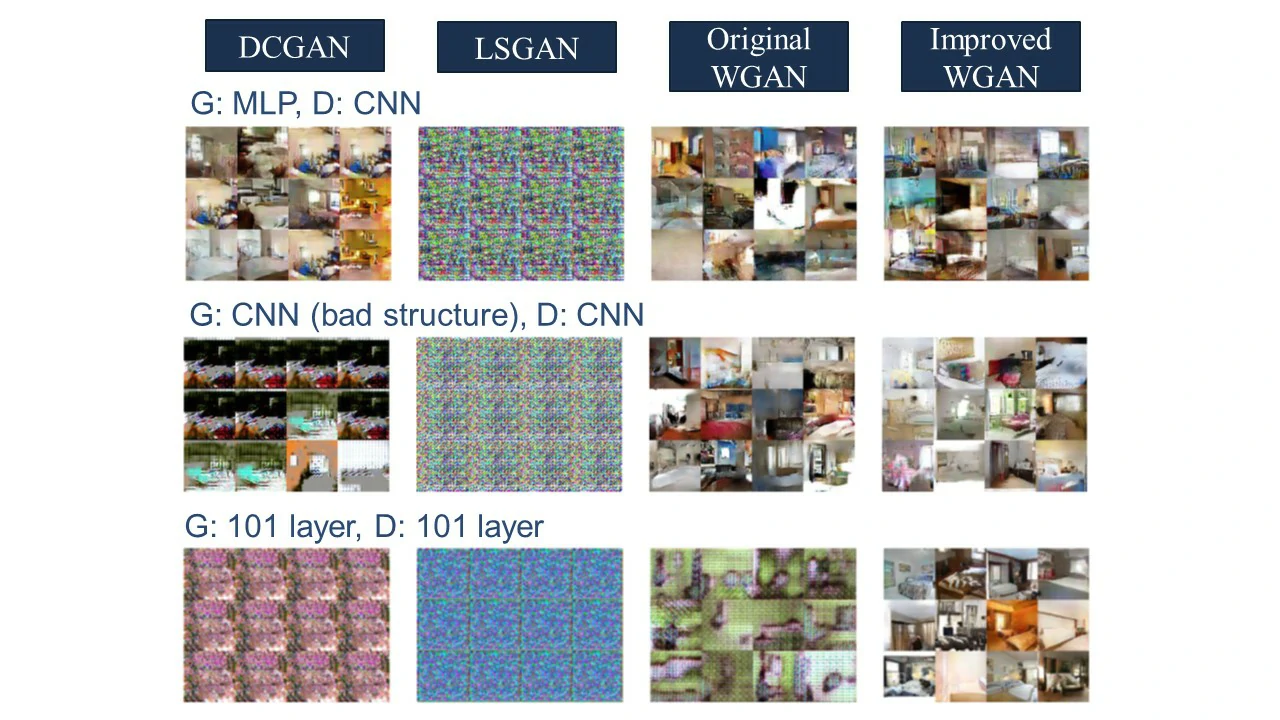 DCGAN
LSGAN
Original
WGAN
Improved
WGAN
G: MLP, D: CNN
G: CNN (bad structure), D: CNN
G: 101 layer, D: 101 layer